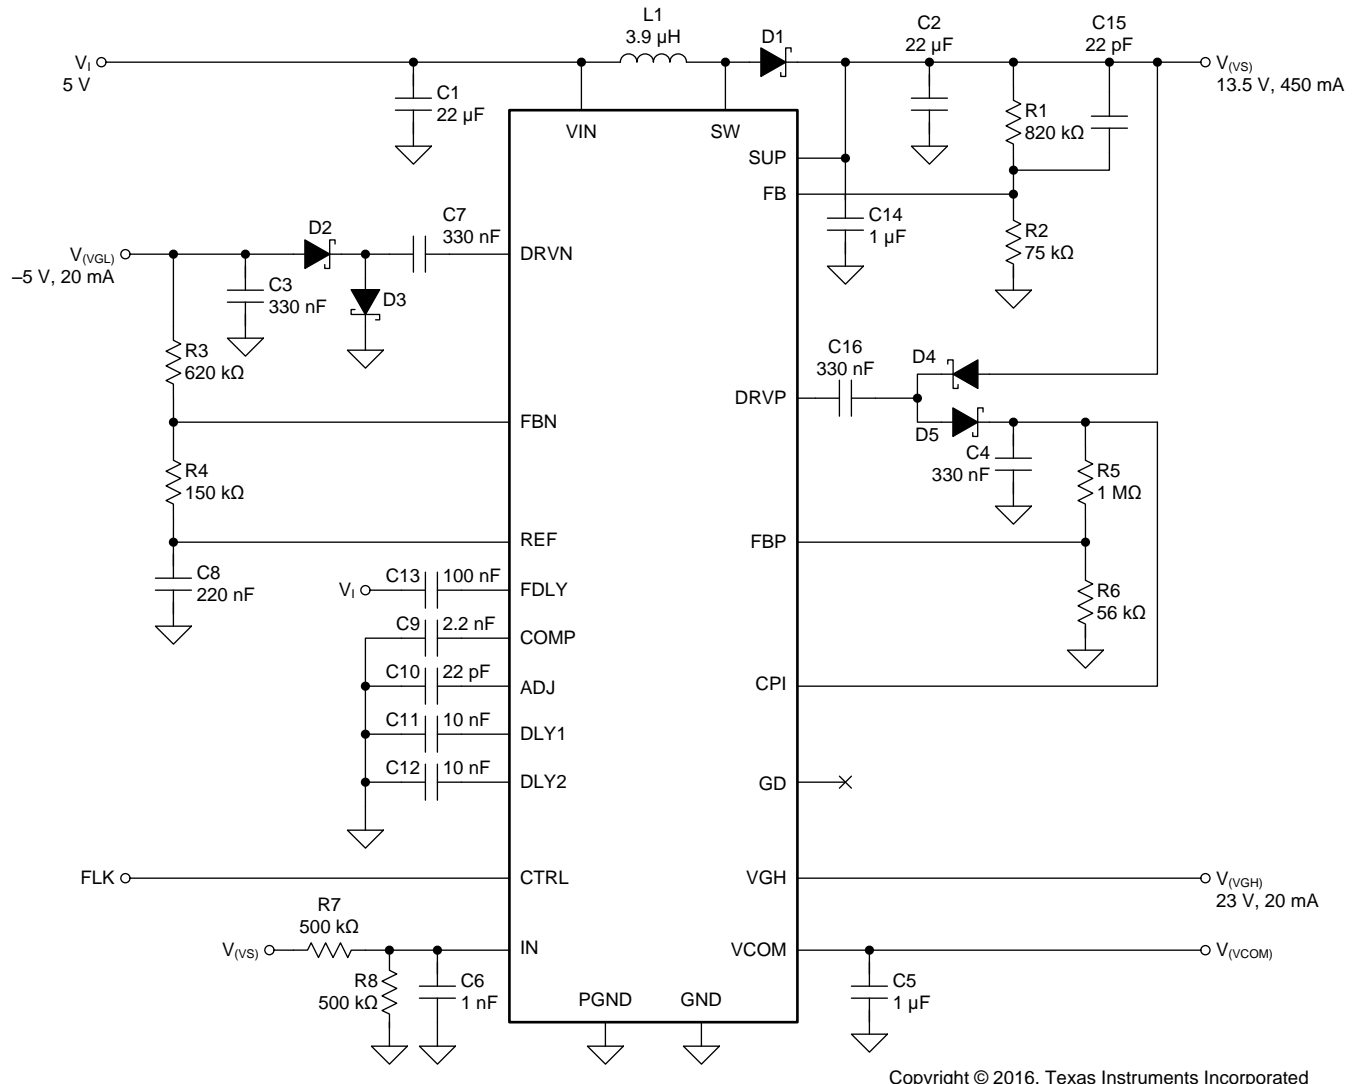 L1
3.9 µH
D1
C2
22 µF
C15
22 pF
V_I
5 V
V_(VS)
13.5 V, 450 mA
C1
22 µF
R1
820 kΩ
VIN
SW
SUP
FB
C14
1 µF
R2
75 kΩ
C7
330 nF
D2
V_(VGL)
–5 V, 20 mA
DRVN
C3
330 nF
D3
R3
620 kΩ
C16
330 nF
D4
DRVP
D5
C4
330 nF
FBN
R4
150 kΩ
R5
1 MΩ
REF
FBP
C8
220 nF
V_I
C13
100 nF
FDLY
R6
56 kΩ
C9
2.2 nF
COMP
C10
22 pF
ADJ
CPI
C11
10 nF
DLY1
C12
10 nF
DLY2
GD
FLK
CTRL
VGH
V_(VGH)
23 V, 20 mA
R7
500 kΩ
V_(VS)
IN
VCOM
V_(VCOM)
R8
500 kΩ
C6
1 nF
PGND
GND
C5
1 µF
Copyright © 2016, Texas Instruments Incorporated